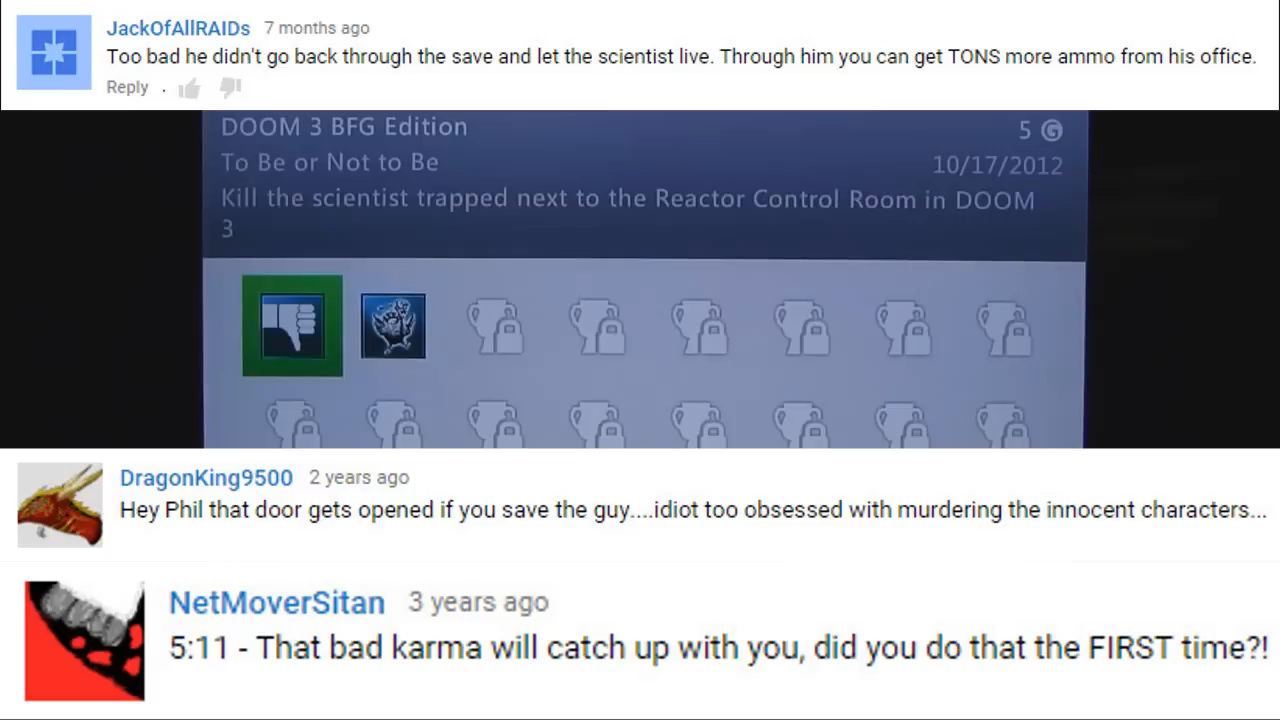 JackOfAllRAIDs 7 months ago
Too bad he didn't go back through the save and let the scientist live. Through him you can get TONS more ammo from his office.
Reply .
DOOM 3 BFG Edition 5 G
To Be or Not to Be 10/17/2012
Kill the scientist trapped next to the Reactor Control Room in DOOM
3
DragonKing9500 2 years ago
Hey Phil that door gets opened if you save the guy....idiot too obsessed with murdering the innocent characters...
NetMoverSitan 3 years ago
5:11 - That bad karma will catch up with you, did you do that the FIRST time?!